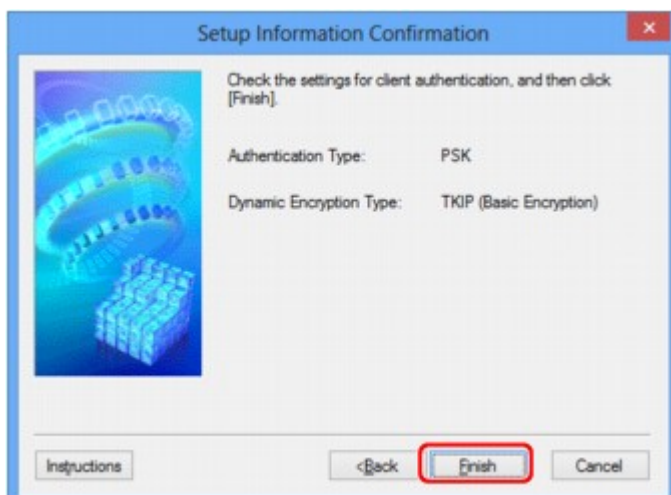 Setup Information Confirmation
Check the settings for client authentication, and then click
[Finish].
Authentication Type: PSK
Dynamic Encryption Type: TKIP (Basic Encryption)
Instructions <Back Finish Cancel